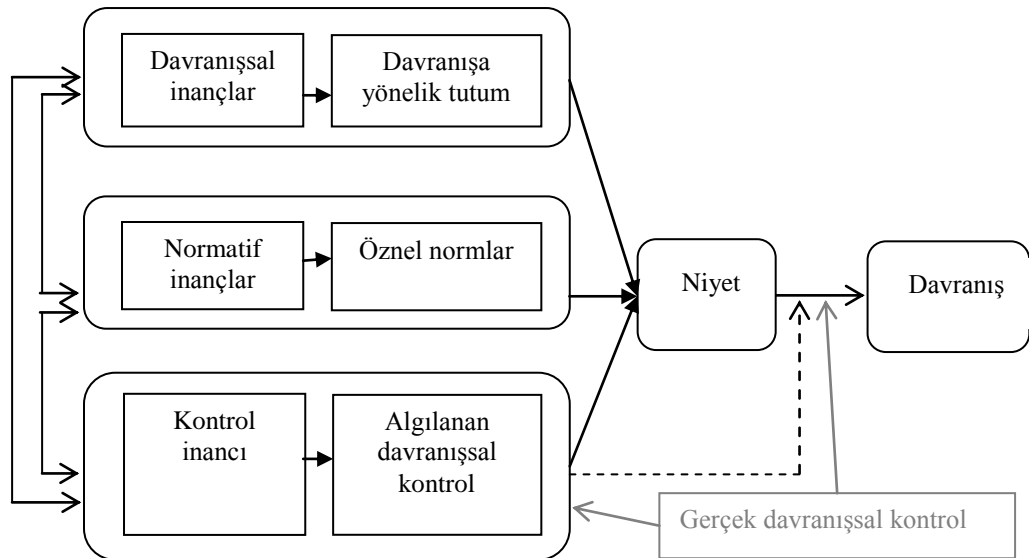 Davranışsal
inançlar
Davranışa
yönelik tutum
Normatif
inançlar
Öznel normlar
Niyet
Davranış
Kontrol
inancı
Algılanan
davranışsal
kontrol
Gerçek davranışsal kontrol